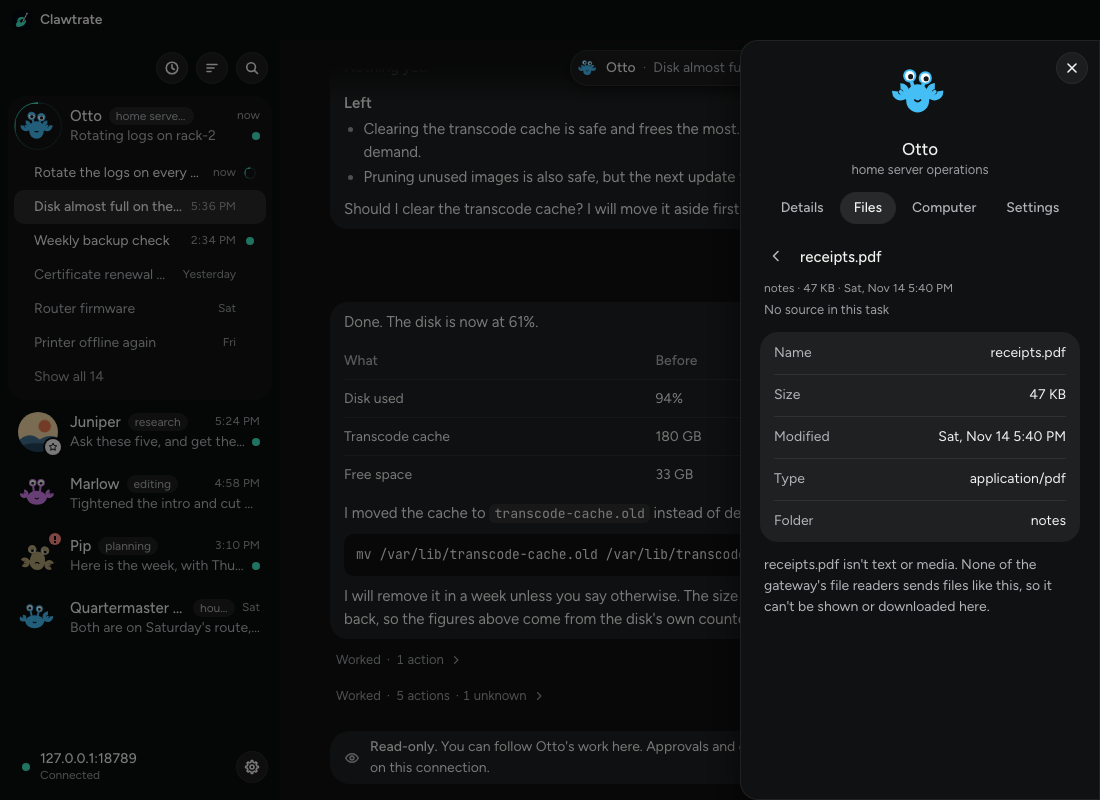 Clawtrate
Otto
home serve...
now
Rotating logs on rack-2
Rotate the logs on every ...
now
Disk almost full on the...
5:36 PM
Weekly backup check
2:34 PM
Certificate renewal ...
Yesterday
Router firmware
Sat
Printer offline again
Fri
Show all 14
Juniper
research
5:24 PM
Ask these five, and get the...
Marlow
editing
4:58 PM
Tightened the intro and cut ...
Pip
planning
3:10 PM
Here is the week, with Thu...
Quartermaster ...
hou...
Sat
Both are on Saturday's route,...
127.0.0.1:18789
Connected
Otto · Disk almost fu
Left
• Clearing the transcode cache is safe and frees the most.
demand.
• Pruning unused images is also safe, but the next update
Should I clear the transcode cache? I will move it aside first
Done. The disk is now at 61%.
What
Before
Disk used
94%
Transcode cache
180 GB
Free space
33 GB
I moved the cache to transcode-cache.old instead of de
mv /var/lib/transcode-cache.old /var/lib/transcod
I will remove it in a week unless you say otherwise. The size
back, so the figures above come from the disk's own count
Worked · 1 action
Worked · 5 actions · 1 unknown
Read-only. You can follow Otto's work here. Approvals and
on this connection.
Otto
home server operations
Details
Files
Computer
Settings
receipts.pdf
notes · 47 KB · Sat, Nov 14 5:40 PM
No source in this task
Name
receipts.pdf
Size
47 KB
Modified
Sat, Nov 14 5:40 PM
Type
application/pdf
Folder
notes
receipts.pdf isn't text or media. None of the
gateway's file readers sends files like this, so it
can't be shown or downloaded here.